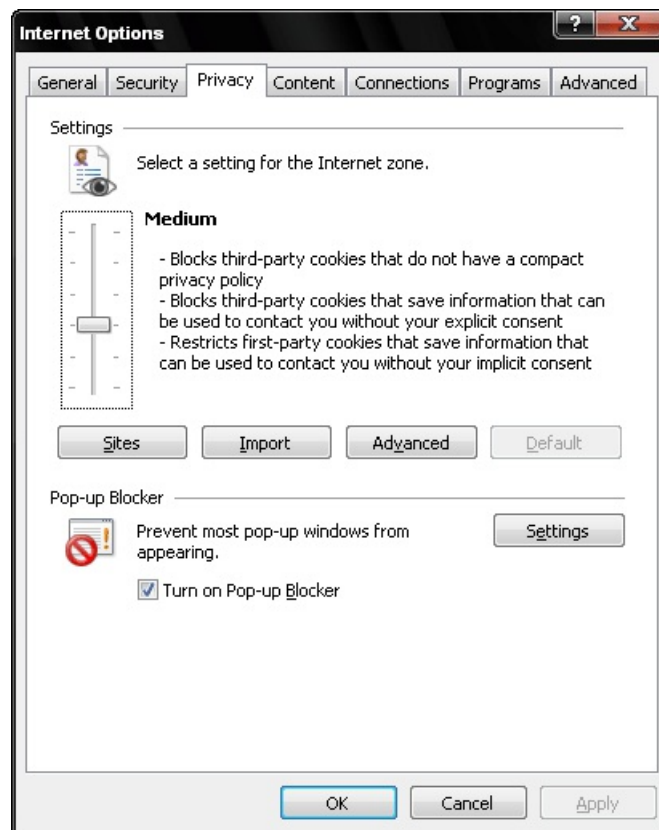 Internet Options
?
X
General Security Privacy Content Connections Programs Advanced
Settings
Select a setting for the Internet zone.
Medium
- Blocks third-party cookies that do not have a compact
privacy policy
- Blocks third-party cookies that save information that can
be used to contact you without your explicit consent
- Restricts first-party cookies that save information that
can be used to contact you without your implicit consent
Sites Import Advanced Default
Pop-up Blocker
Prevent most pop-up windows from
appearing.
Settings
Turn on Pop-up Blocker
OK Cancel Apply